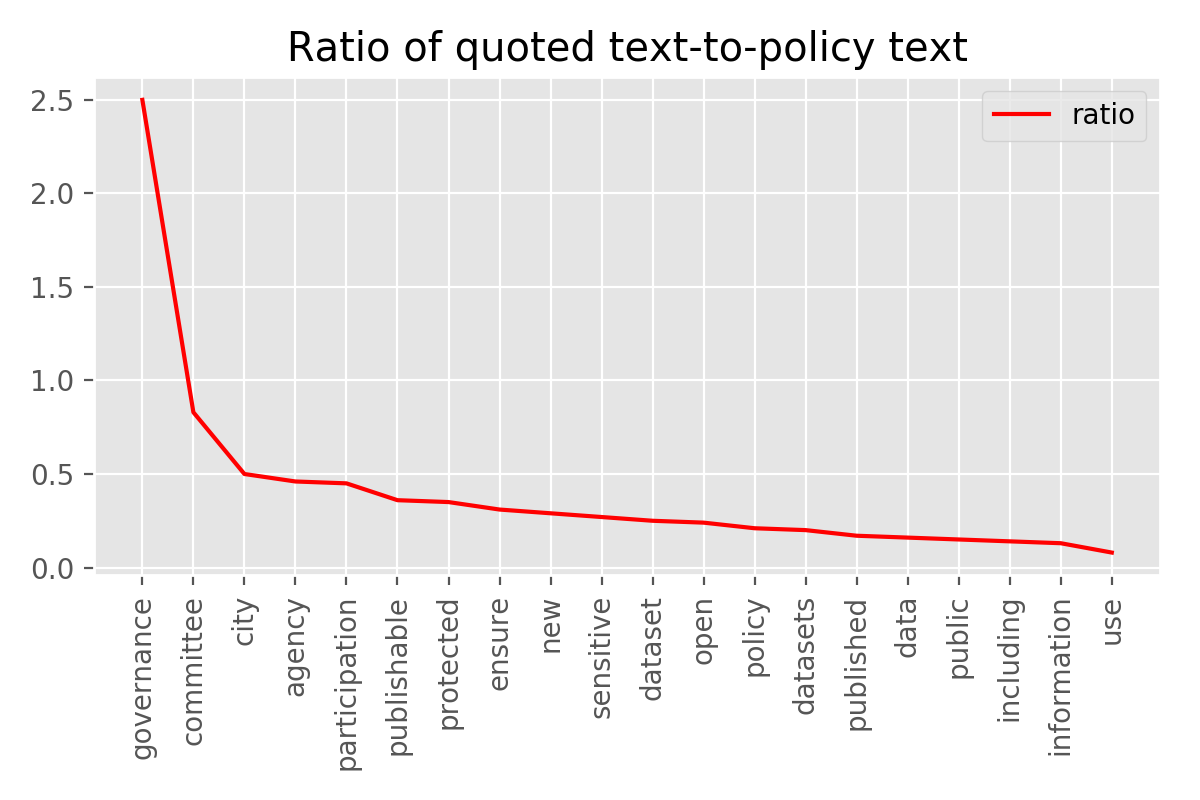 Ratio of quoted text-to-policy text
ratio
2.5
2.0
1.5
1.0
0.5
0.0
governance
committee
city
agency
participation
publishable
protected
ensure
new
sensitive
dataset
open
policy
datasets
published
data
public
including
information
use